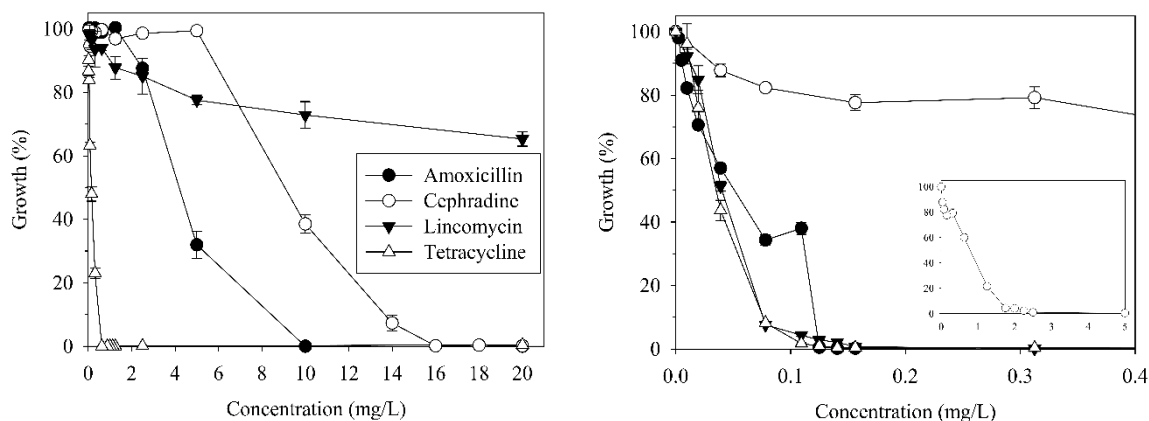 100
80
60
40
20
0
Growth (%)
Amoxicillin
Cephradine
Lincomycin
Tetracycline
0 2 4 6 8 10 12 14 16 18 20
Concentration (mg/L)
100
80
60
40
20
0
Growth (%)
100
80
60
40
20
0
0 1 2 3 4 5
0.0 0.1 0.2 0.3 0.4
Concentration (mg/L)